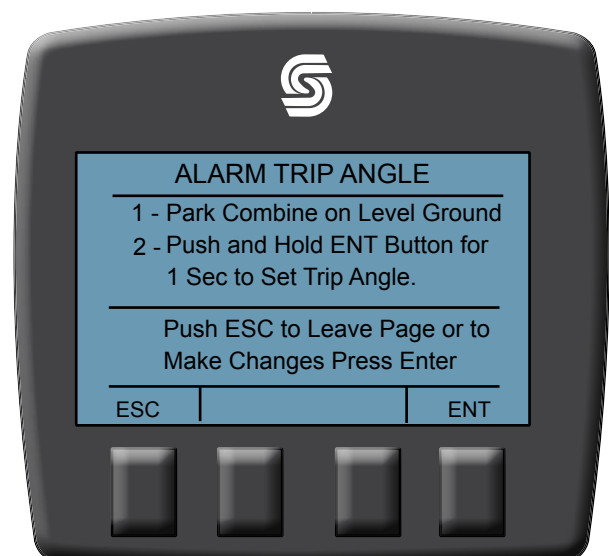 ALARM TRIP ANGLE
1 - Park Combine on Level Ground
2 - Push and Hold ENT Button for
1 Sec to Set Trip Angle.
Push ESC to Leave Page or to
Make Changes Press Enter
ESC ENT